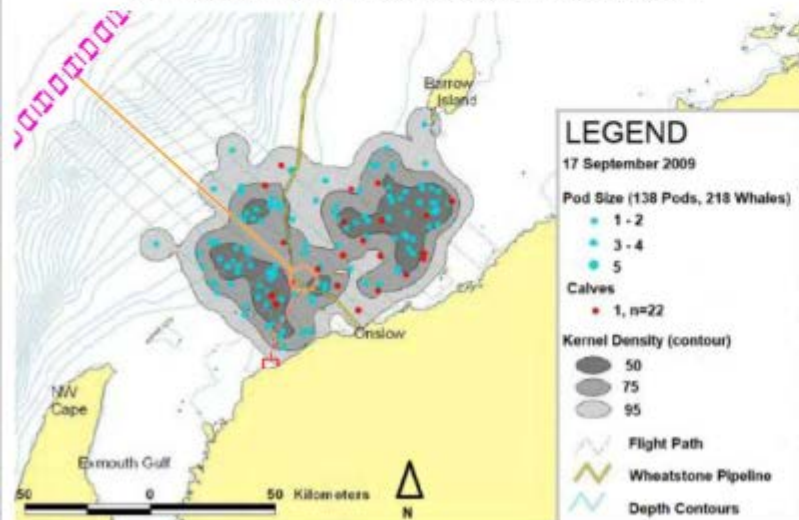 Barrow
Island
Onslow
NW
Cape
Exmouth Gulf
50 0 50 Kilometers
N
LEGEND
17 September 2009
Pod Size (138 Pods, 218 Whales)
1 - 2
3 - 4
5
Calves
1, n=22
Kernel Density (contour)
50
75
95
Flight Path
Wheatstone Pipeline
Depth Contours